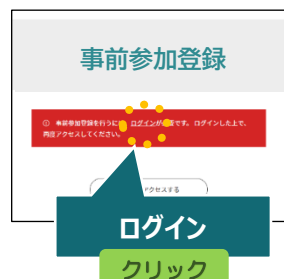 事前参加登録
① 事前参加登録を行うに ログインが 要です。ログインした上で、
再度アクセスしてください。
アクセスする
ログイン
クリック